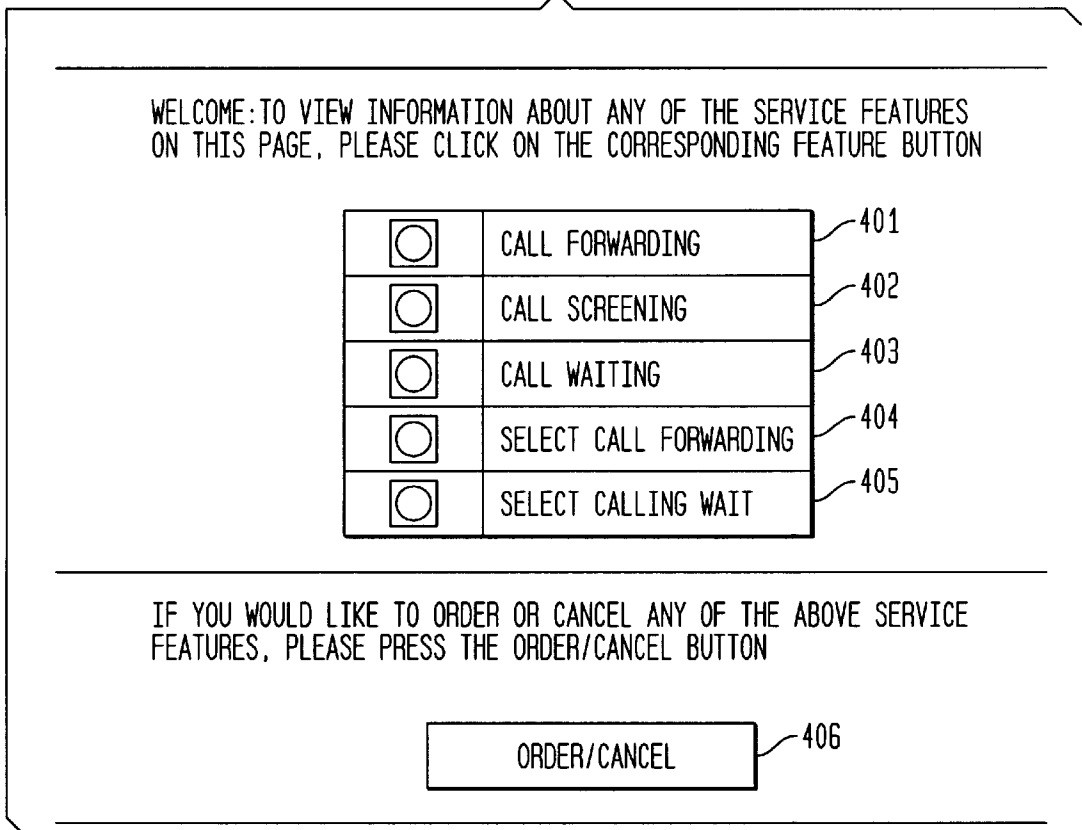 WELCOME:TO VIEW INFORMATION ABOUT ANY OF THE SERVICE FEATURES
ON THIS PAGE, PLEASE CLICK ON THE CORRESPONDING FEATURE BUTTON
CALL FORWARDING 401
CALL SCREENING 402
CALL WAITING 403
SELECT CALL FORWARDING 404
SELECT CALLING WAIT 405
IF YOU WOULD LIKE TO ORDER OR CANCEL ANY OF THE ABOVE SERVICE
FEATURES, PLEASE PRESS THE ORDER/CANCEL BUTTON
ORDER/CANCEL 406